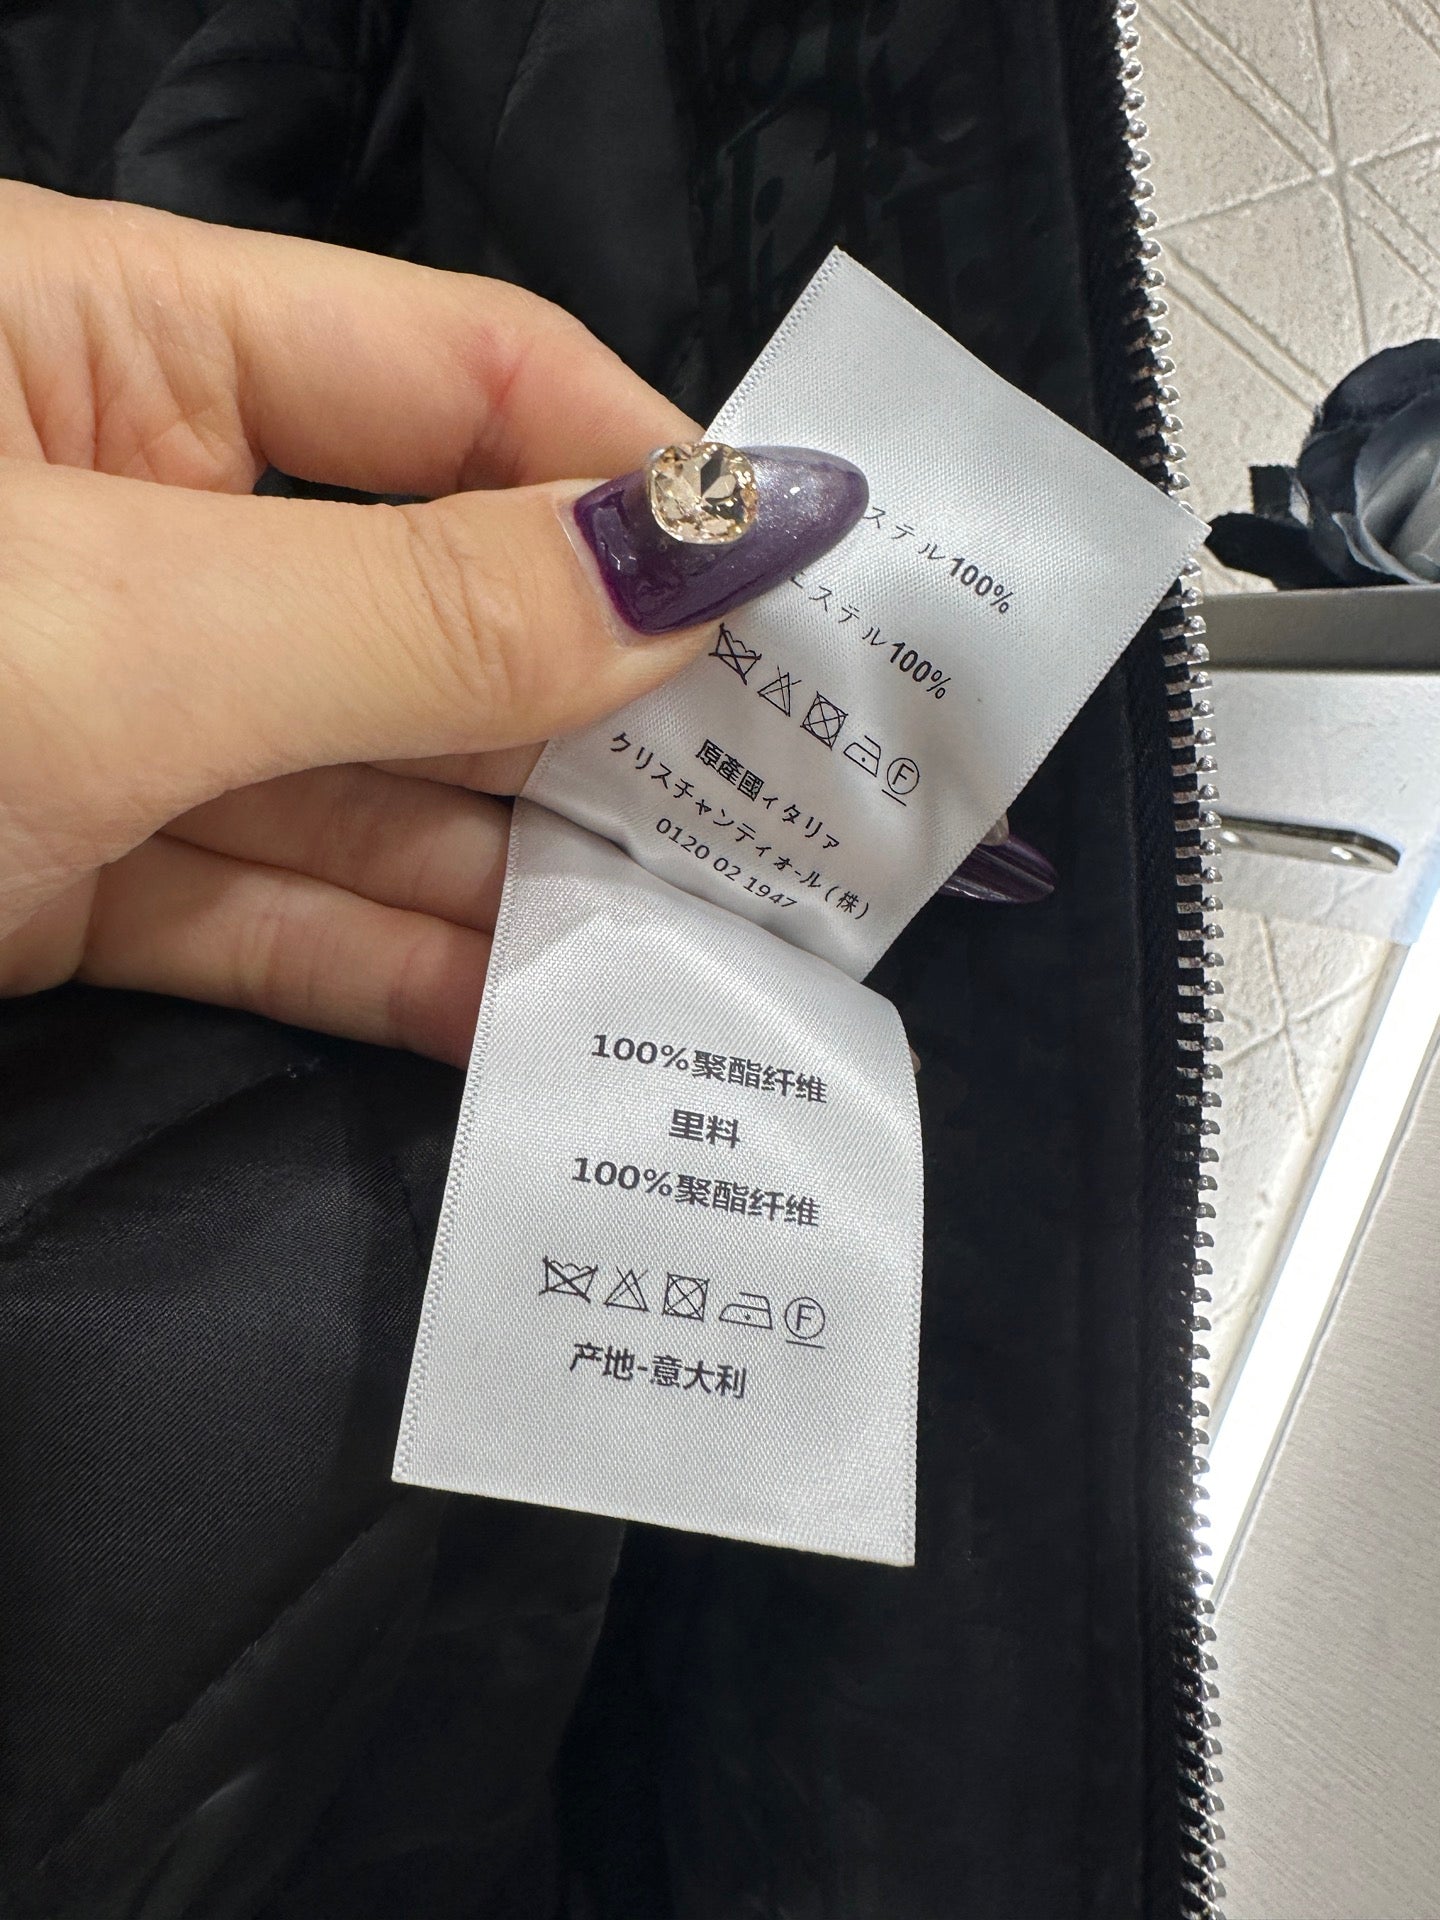 ステル100%
エステル100%
F
原產國イタリア
クリスチャンディオール(株)
0120 02 1947
100%聚酯纤维
里料
100%聚酯纤维
F
产地-意大利